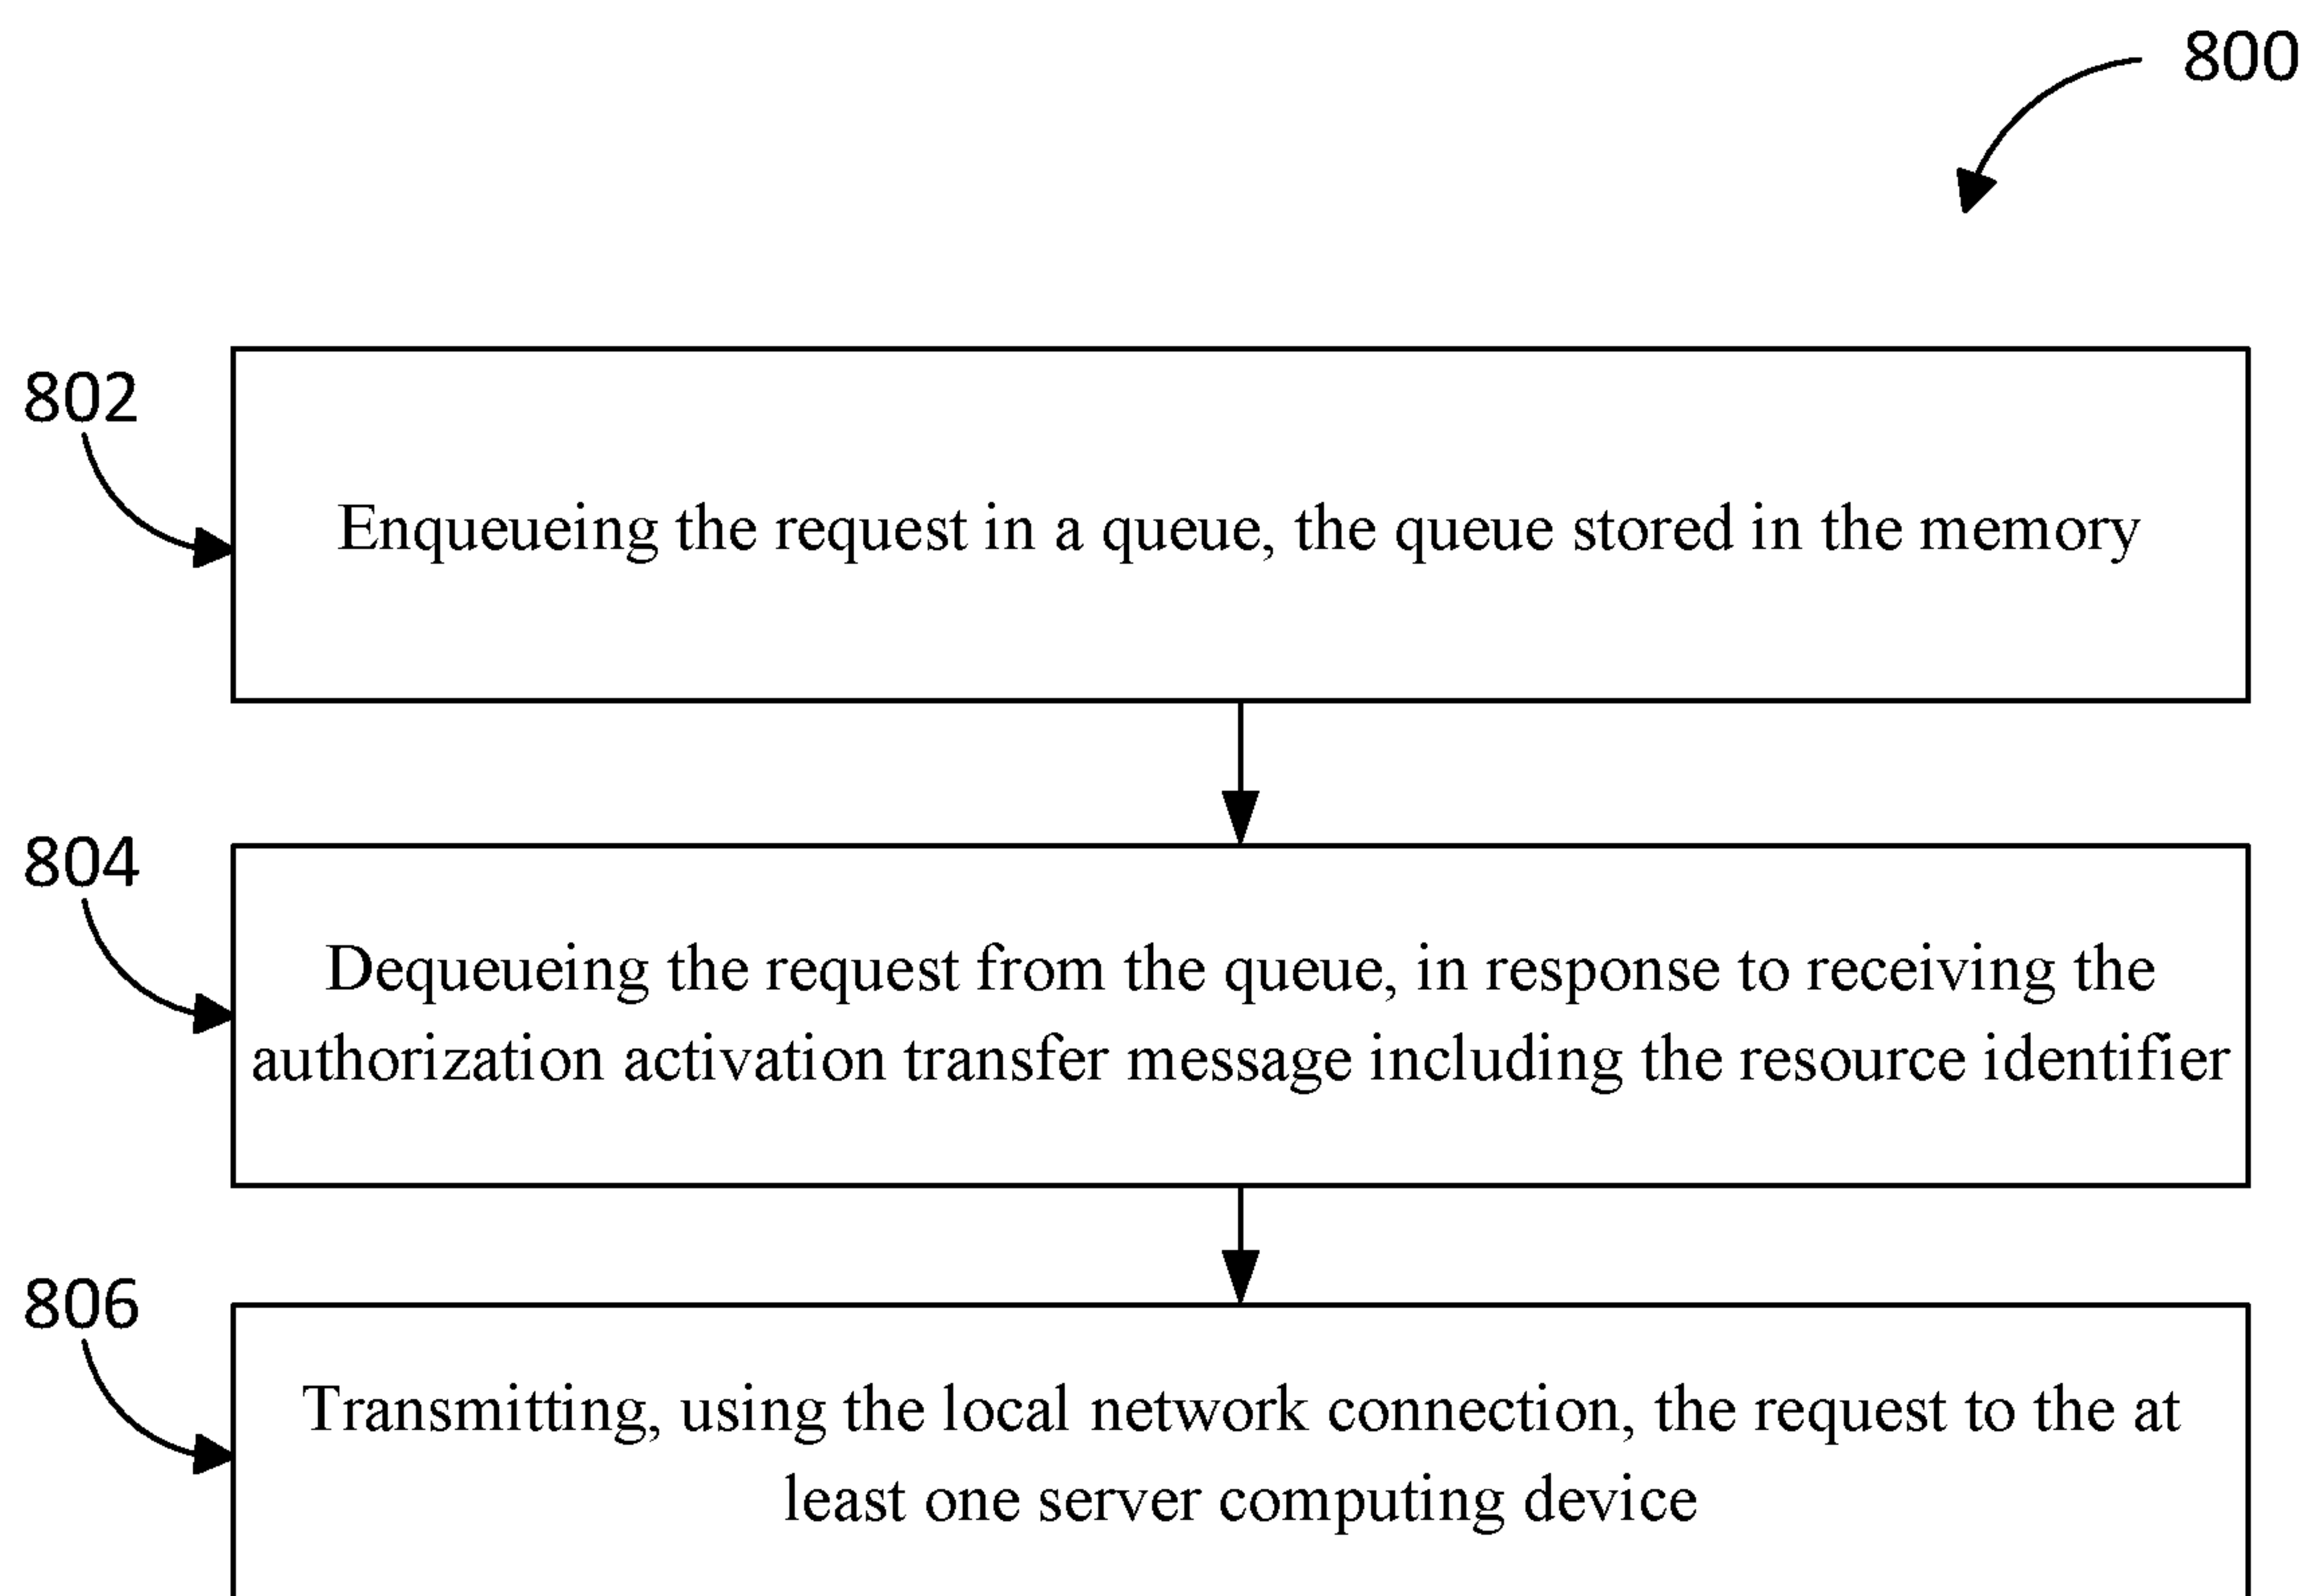 800
802
Enqueueing the request in a queue, the queue stored in the memory
804
Dequeueing the request from the queue, in response to receiving the
authorization activation transfer message including the resource identifier
806
Transmitting, using the local network connection, the request to the at
least one server computing device